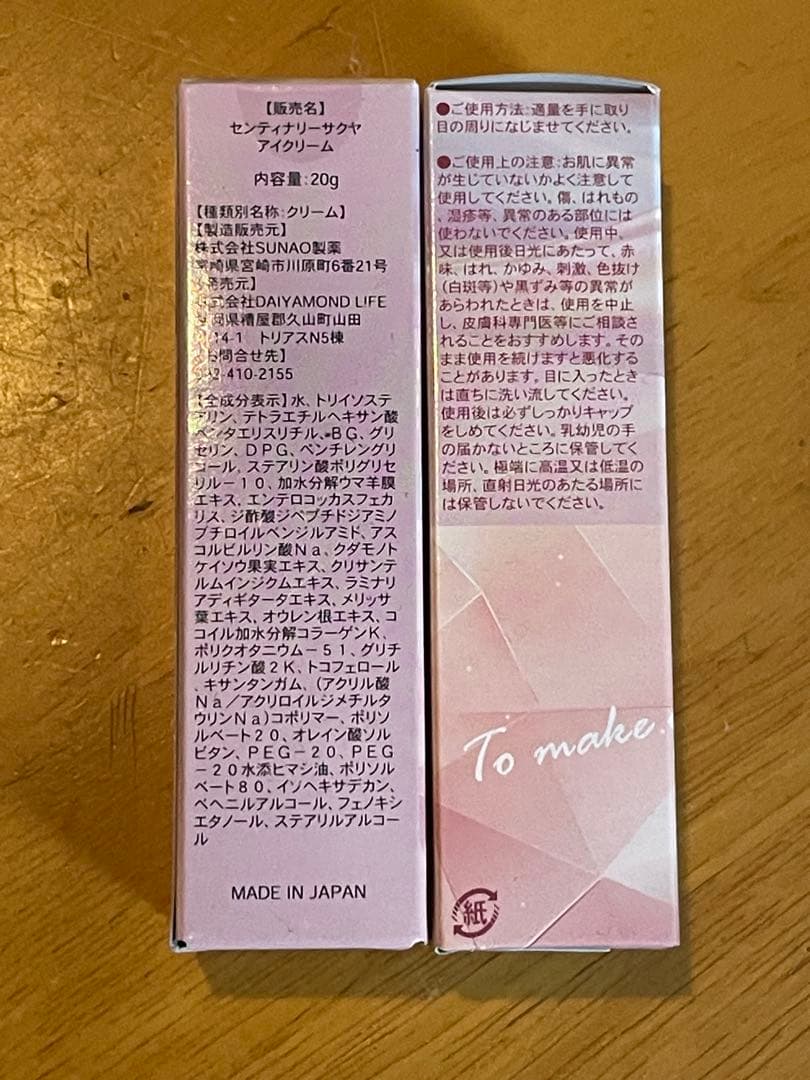 【販売名】
センティナリーサクヤ
アイクリーム
内容量:20g
【種類別名称:クリーム】
【製造販売元】
株式会社SUNAO製薬
宮崎県宮崎市川原町6番21号
発売元】
株式会社DAIYAMOND LIFE
岡県糟屋郡久山町山田
14-1 トリアスN5棟
お問合せ先】
2-410-2155
【全成分表示】水、トリイソステ
アリン、テトラエチルヘキサン酸
ペンタエリスリチル、BG、グリ
セリン、DPG、ペンチレングリ
コール、ステアリン酸ポリグリセ
リル-10、加水分解ウマ羊膜
エキス、エンテロコッカスフェカ
リス、ジ酢酸ジペプチドジアミノ
ブチロイルベンジルアミド、アス
コルビルリン酸Na、クダモノト
ケイソウ果実エキス、クリサンテ
ルムインジクムエキス、ラミナリ
アディギタータエキス、メリッサ
葉エキス、オウレン根エキス、コ
コイル加水分解コラーゲンK、
ポリクオタニウム-51、グリチ
ルリチン酸2K、トコフェロール
、キサンタンガム、(アクリル酸
Na/アクリロイルジメチルタ
ウリンNa)コポリマー、ポリソ
ルベート20、オレイン酸ソル
ビタン、PEG-20、PEG
-20水添ヒマシ油、ポリソル
ベート80、イソヘキサデカン、
ベヘニルアルコール、フェノキシ
エタノール、ステアリルアルコー
ル
MADE IN JAPAN
●ご使用方法:適量を手に取り
目の周りになじませてください。
●ご使用上の注意:お肌に異常
が生じていないかよく注意して
使用してください。傷、はれもの
、湿疹等、異常のある部位には
使わないでください。使用中、
又は使用後日光にあたって、赤
味、はれ、かゆみ、刺激、色抜け
(白斑等)や黒ずみ等の異常が
あらわれたときは、使用を中止
し、皮膚科専門医等にご相談さ
れることをおすすめします。その
まま使用を続けますと悪化する
ことがあります。目に入ったとき
は直ちに洗い流してください。
使用後は必ずしっかりキャップ
をしめてください。乳幼児の手
の届かないところに保管してく
ださい。極端に高温又は低温の
場所、直射日光のあたる場所に
は保管しないでください。
To make.
紙